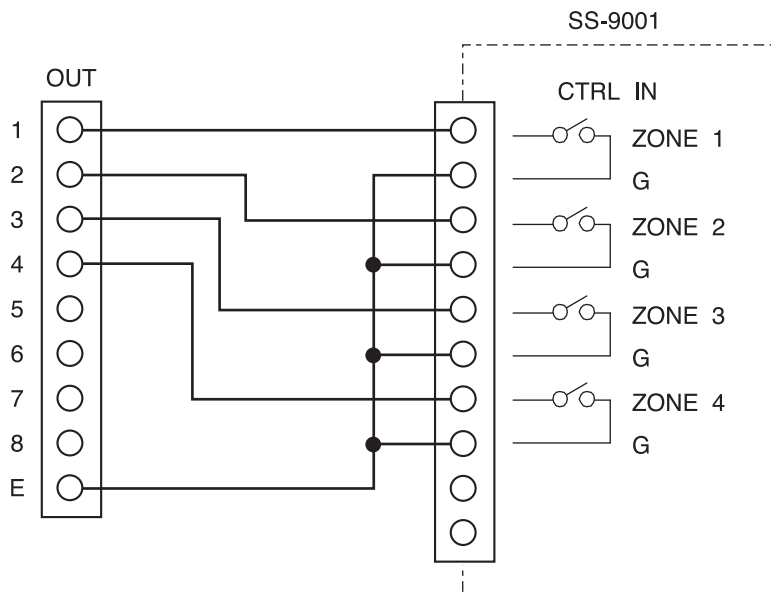 SS-9001
OUT
CTRL IN
1
2
3
4
5
6
7
8
E
ZONE 1
G
ZONE 2
G
ZONE 3
G
ZONE 4
G